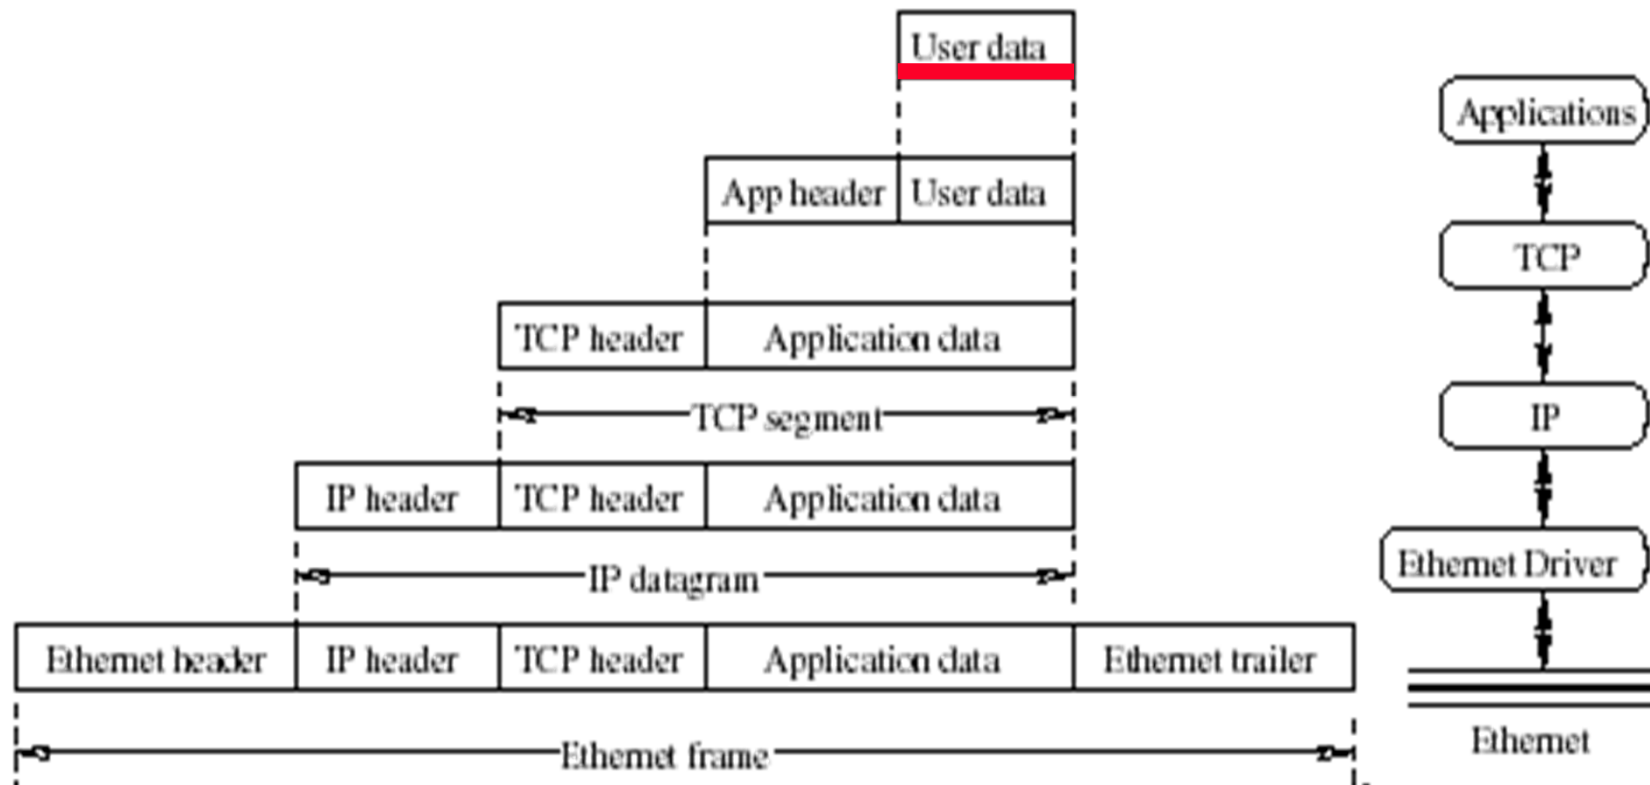 User data
Applications
App header User data
TCP
TCP header Application data
TCP segment
IP
IP header TCP header Application data
Ethernet Driver
IP datagram
Ethernet header IP header TCP header Application data Ethernet trailer
Ethernet
Ethernet frame